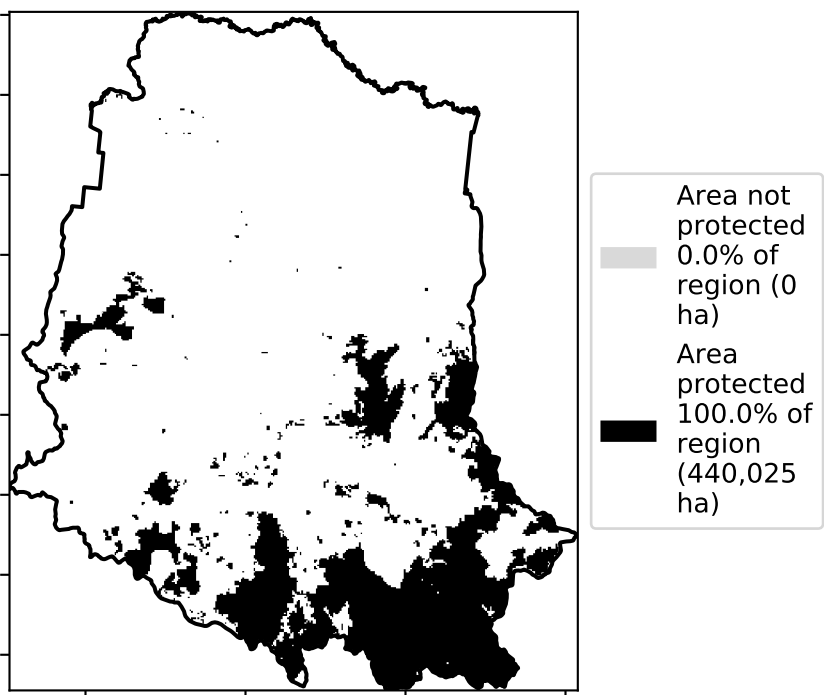 Area not
protected
0.0% of
region (0
ha)
Area
protected
100.0% of
region
(440,025
ha)